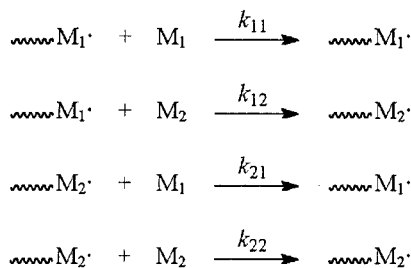 M₁· + M₁ k₁₁ M₁·
M₁· + M₂ k₁₂ M₂·
M₂· + M₁ k₂₁ M₁·
M₂· + M₂ k₂₂ M₂·